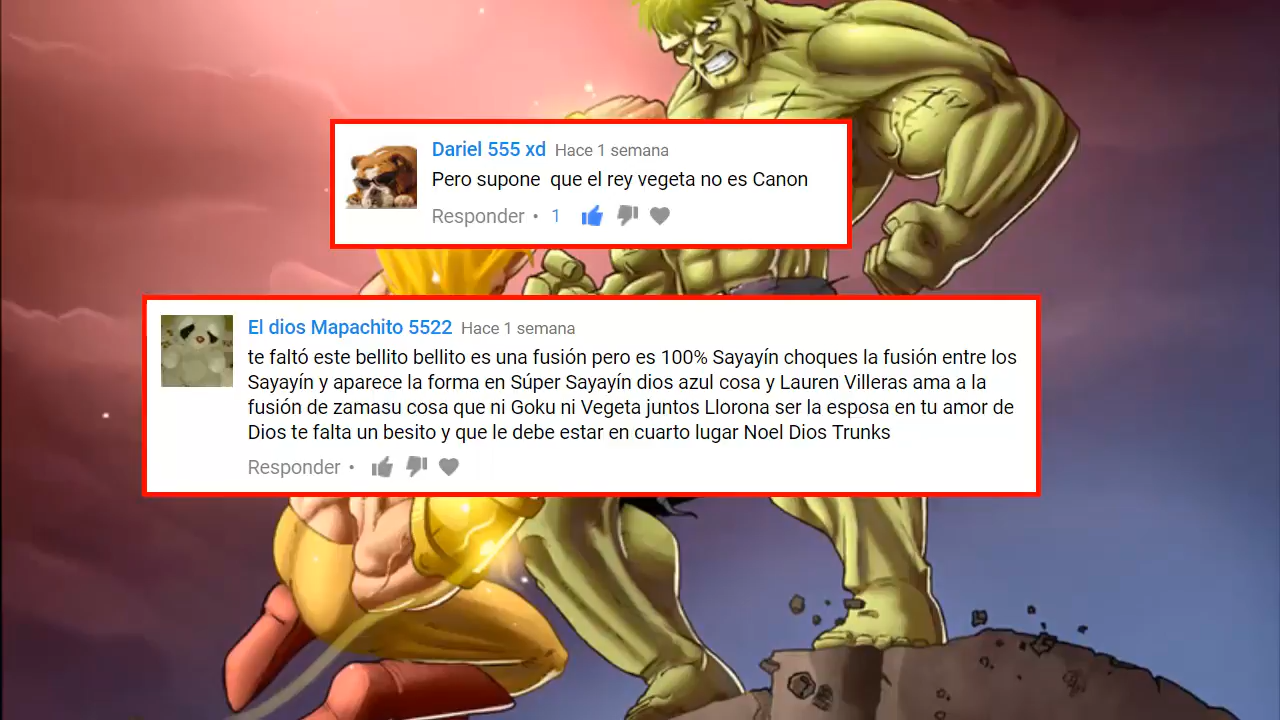 Dariel 555 xd Hace 1 semana
Pero supone que el rey vegeta no es Canon
Responder • 1
El dios Mapachito 5522 Hace 1 semana
te faltó este bellito bellito es una fusión pero es 100% Sayayín choques la fusión entre los
Sayayín y aparece la forma en Súper Sayayín dios azul cosa y Lauren Villeras ama a la
fusión de zamasu cosa que ni Goku ni Vegeta juntos Llorona ser la esposa en tu amor de
Dios te falta un besito y que le debe estar en cuarto lugar Noel Dios Trunks
Responder •